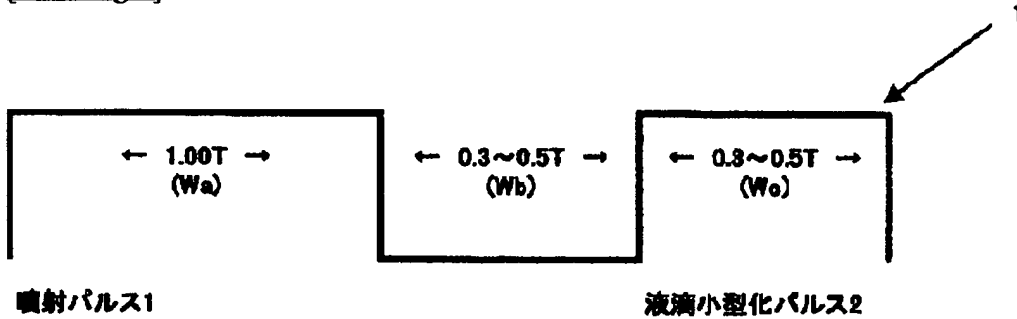 1
← 1.00T →
(Wa)
← 0.3～0.5T →
(Wb)
← 0.3～0.5T →
(Wc)
噴射パルス1
液滴小型化パルス2